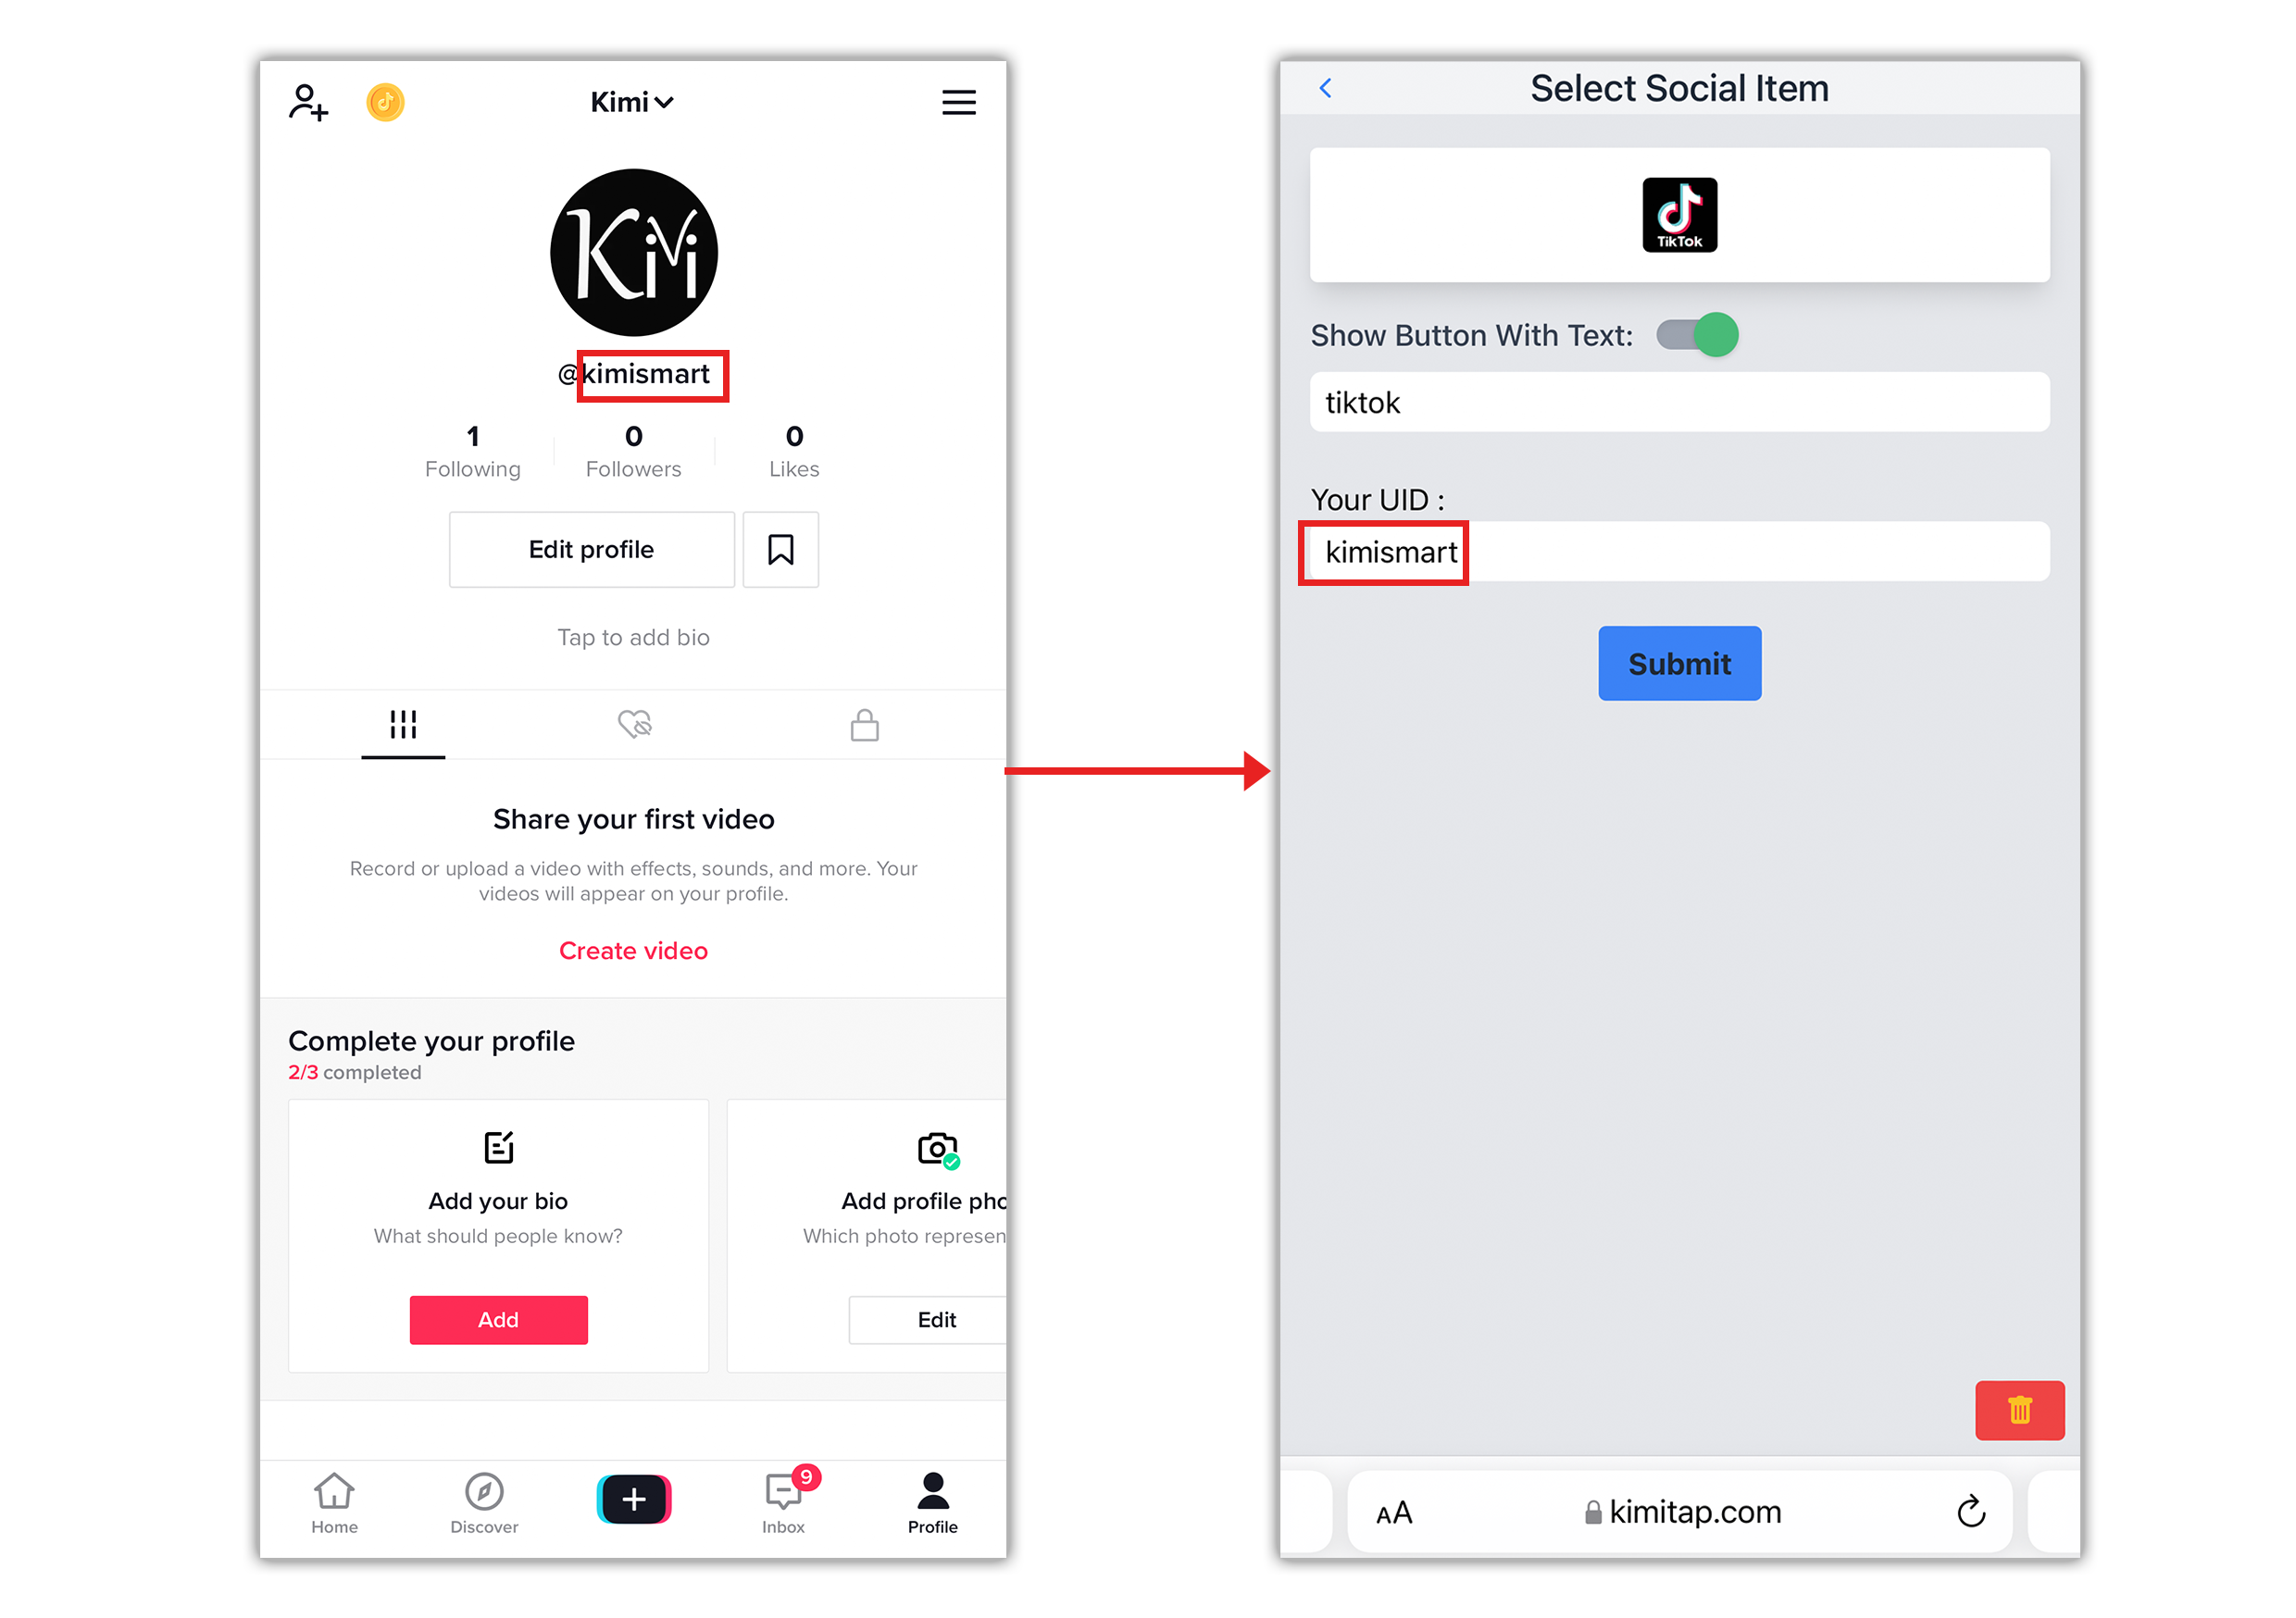 Kimi
KiMi
@kimismart
1 0 0
Following Followers Likes
Edit profile
Tap to add bio
Share your first video
Record or upload a video with effects, sounds, and more. Your
videos will appear on your profile.
Create video
Complete your profile
2/3 completed
Add your bio
What should people know?
Add
Add profile pho
Which photo represen
Edit
9
Home Discover Inbox Profile
Select Social Item
TikTok
Show Button With Text:
tiktok
Your UID :
kimismart
Submit
AA kimitap.com